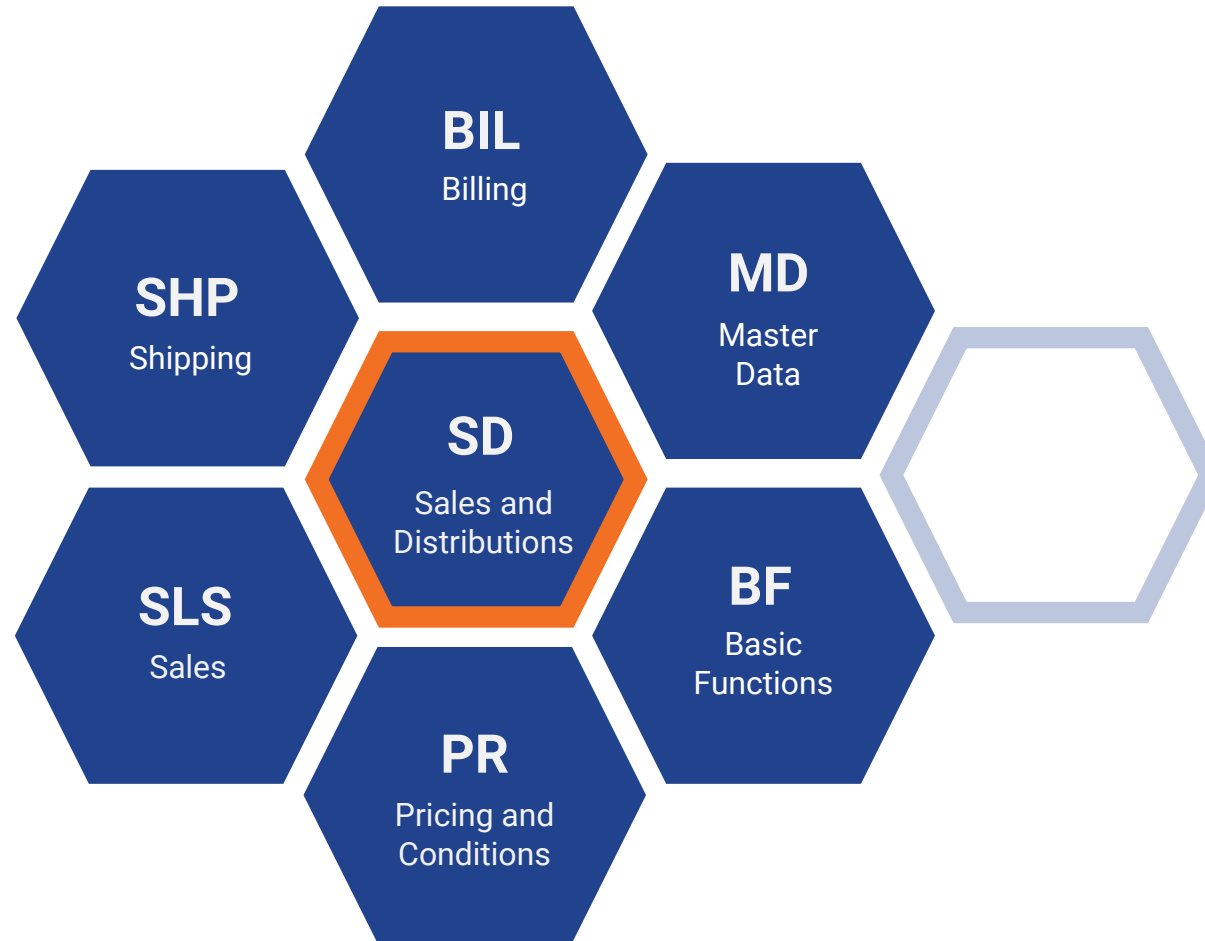 BIL
Billing
SHP
Shipping
MD
Master
Data
SD
Sales and
Distributions
SLS
Sales
BF
Basic
Functions
PR
Pricing and
Conditions